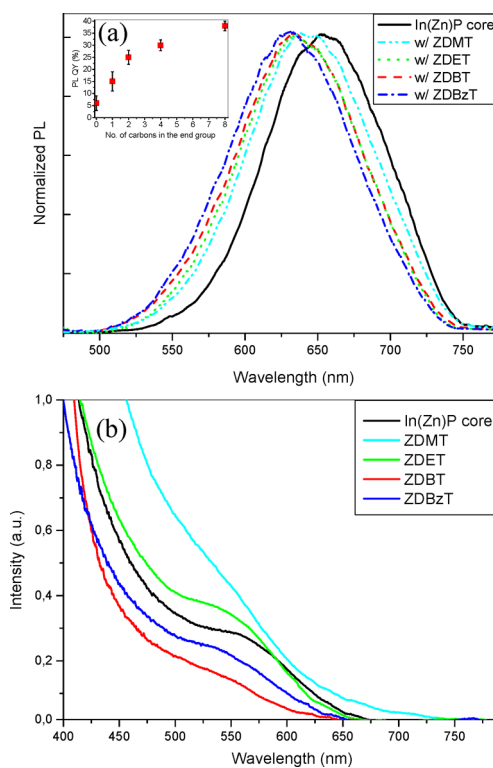 (a)
PL QY (%)
40
35
30
25
20
15
10
5
0
0 1 2 3 4 5 6 7 8
No. of carbons in the end group
In(Zn)P core
w/ ZDMT
w/ ZDET
w/ ZDBT
w/ ZDBzT
Normalized PL
500 550 600 650 700 750
Wavelength (nm)
(b)
In(Zn)P core
ZDMT
ZDET
ZDBT
ZDBzT
Intensity (a.u.)
1,0
0,8
0,6
0,4
0,2
0,0
400 450 500 550 600 650 700 750
Wavelength (nm)